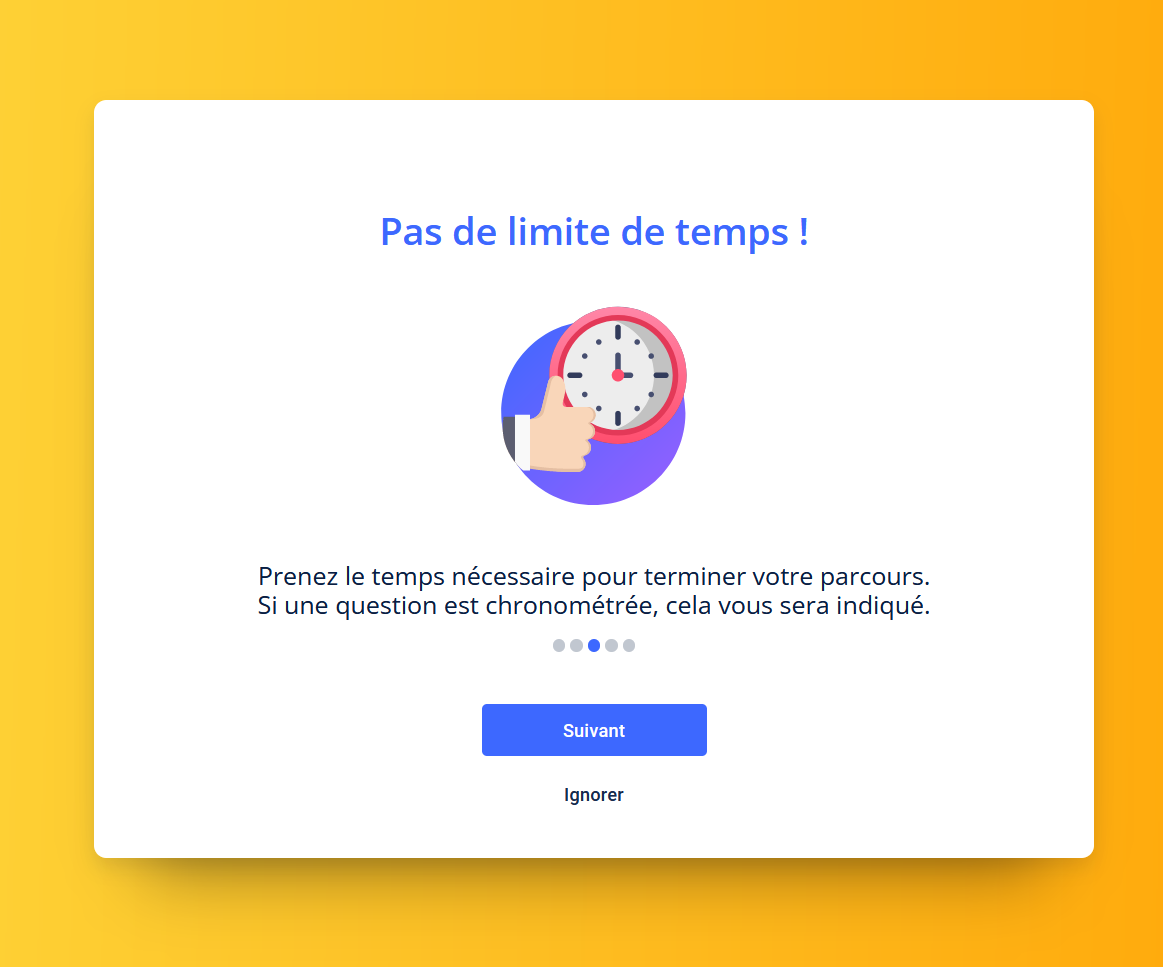 Pas de limite de temps !
Prenez le temps nécessaire pour terminer votre parcours.
Si une question est chronométrée, cela vous sera indiqué.
Suivant
Ignorer